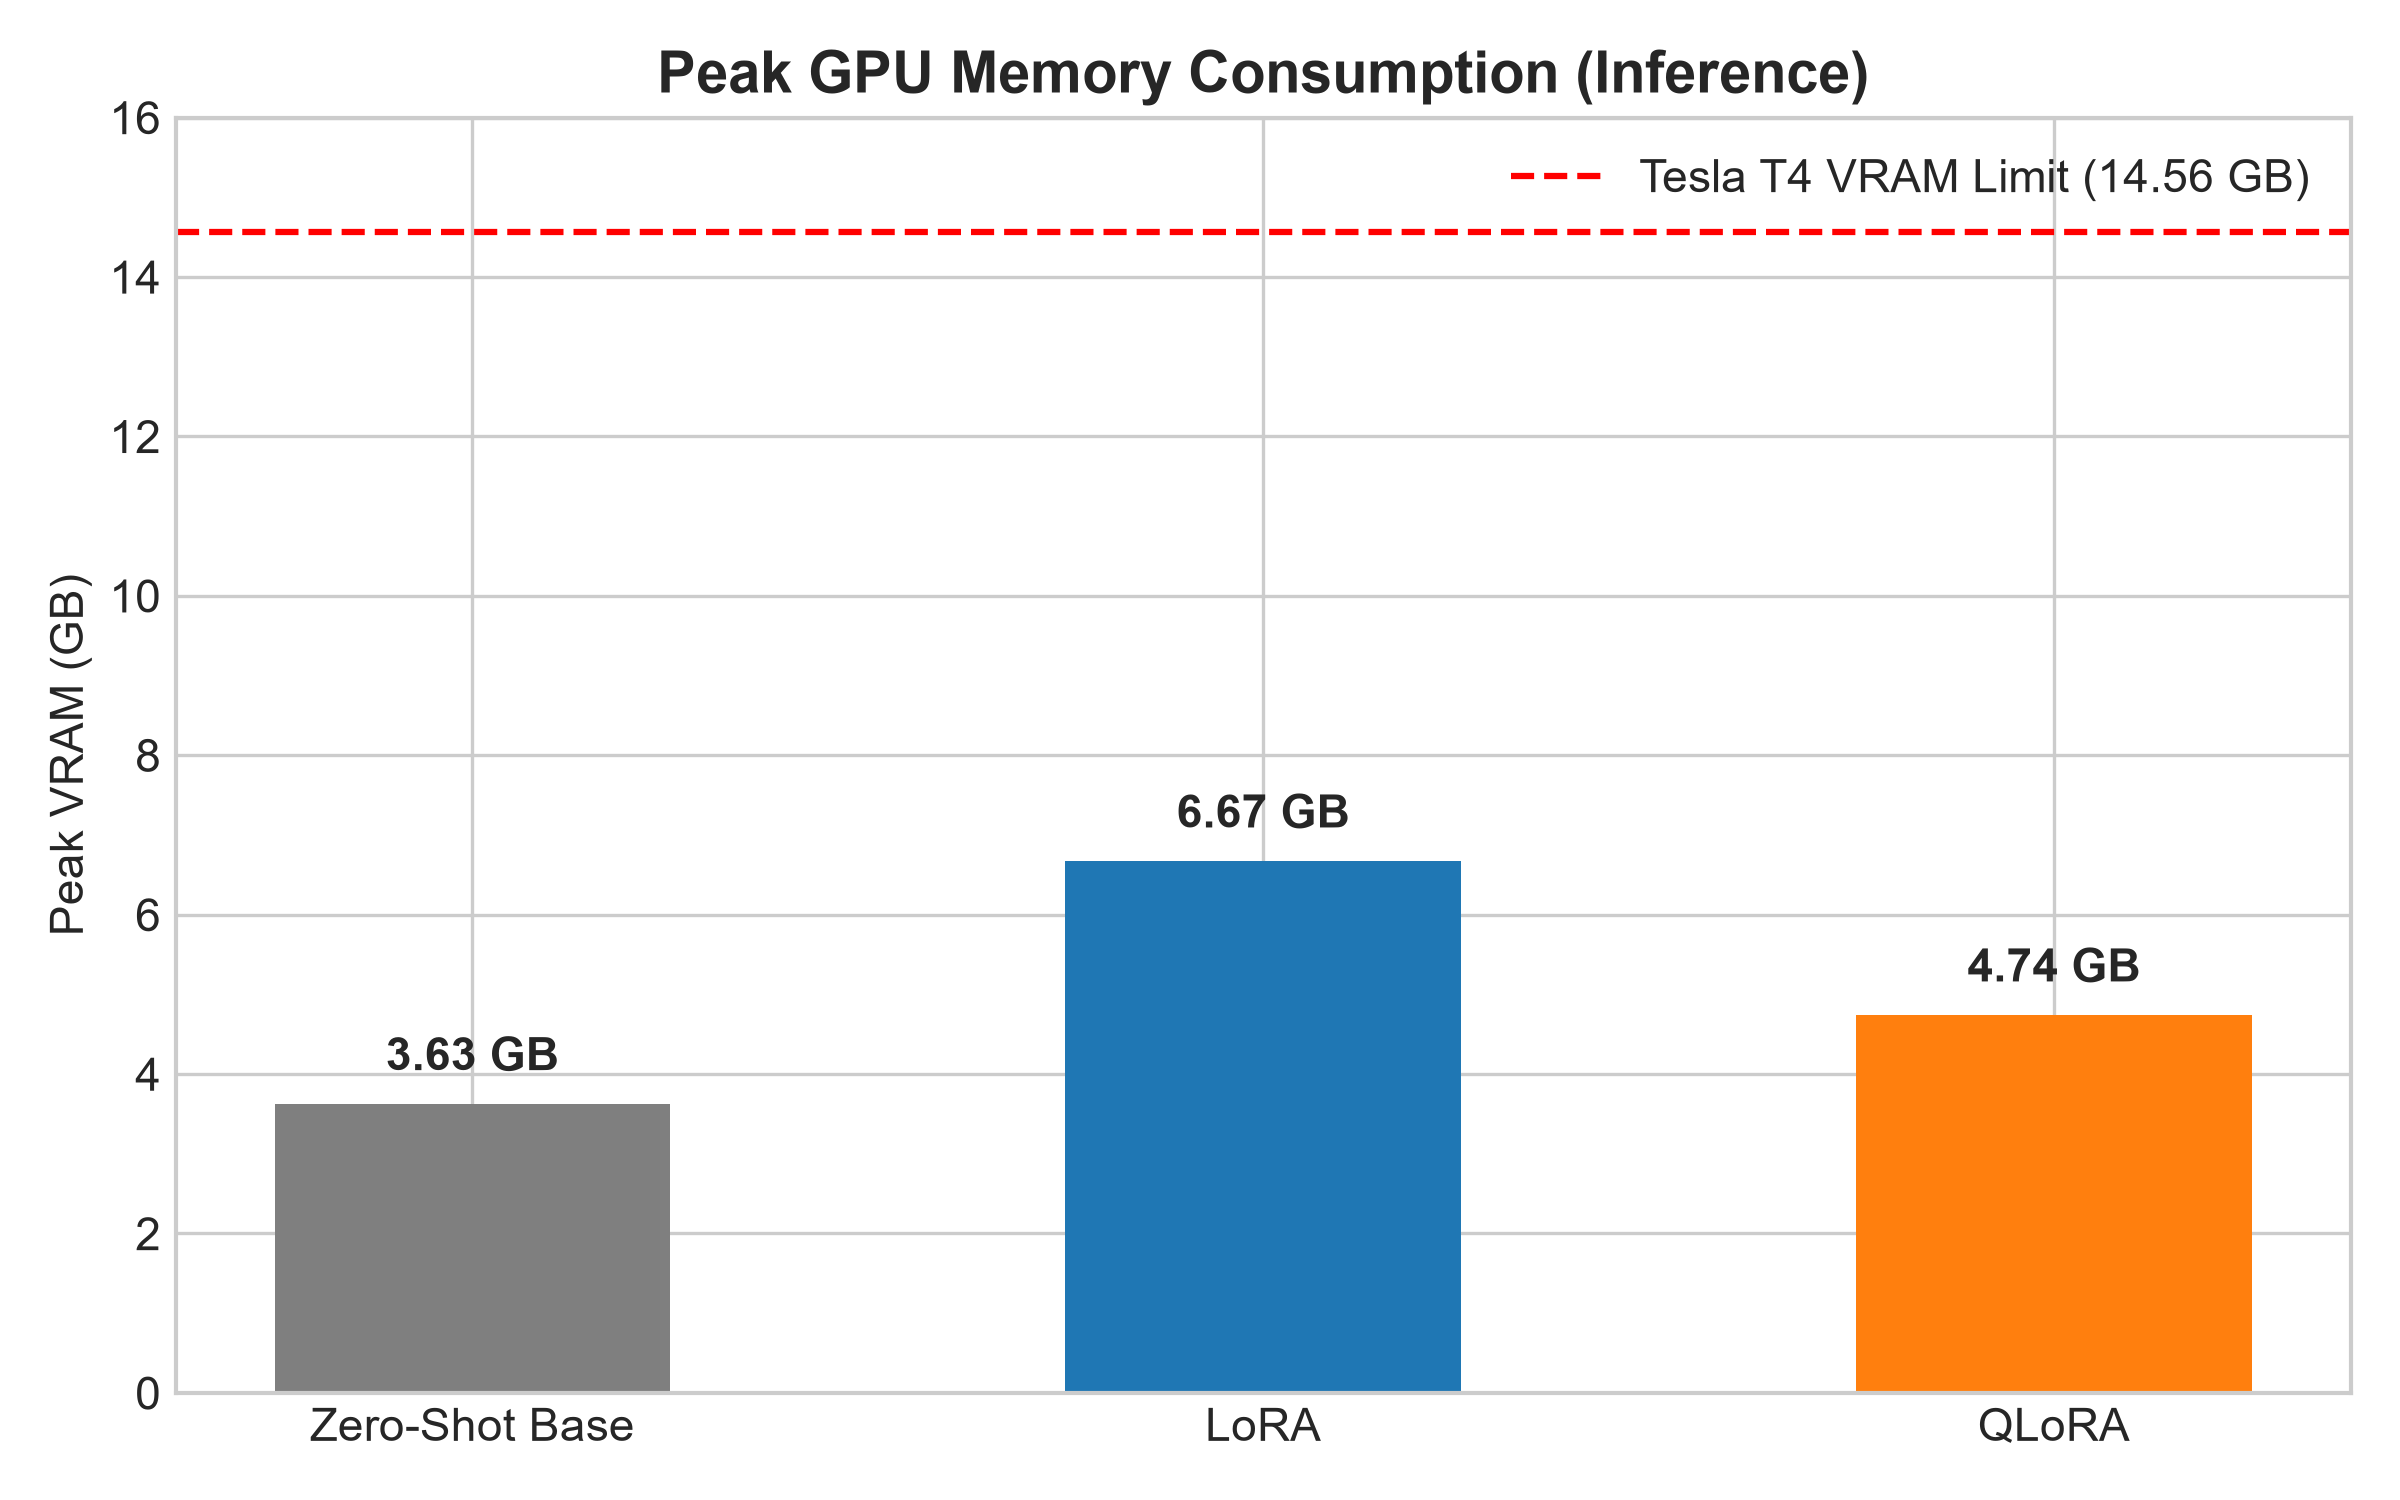 Peak GPU Memory Consumption (Inference)
16
Tesla T4 VRAM Limit (14.56 GB)
14
12
10
8
6
4
2
0
Peak VRAM (GB)
6.67 GB
4.74 GB
3.63 GB
Zero-Shot Base
LoRA
QLoRA